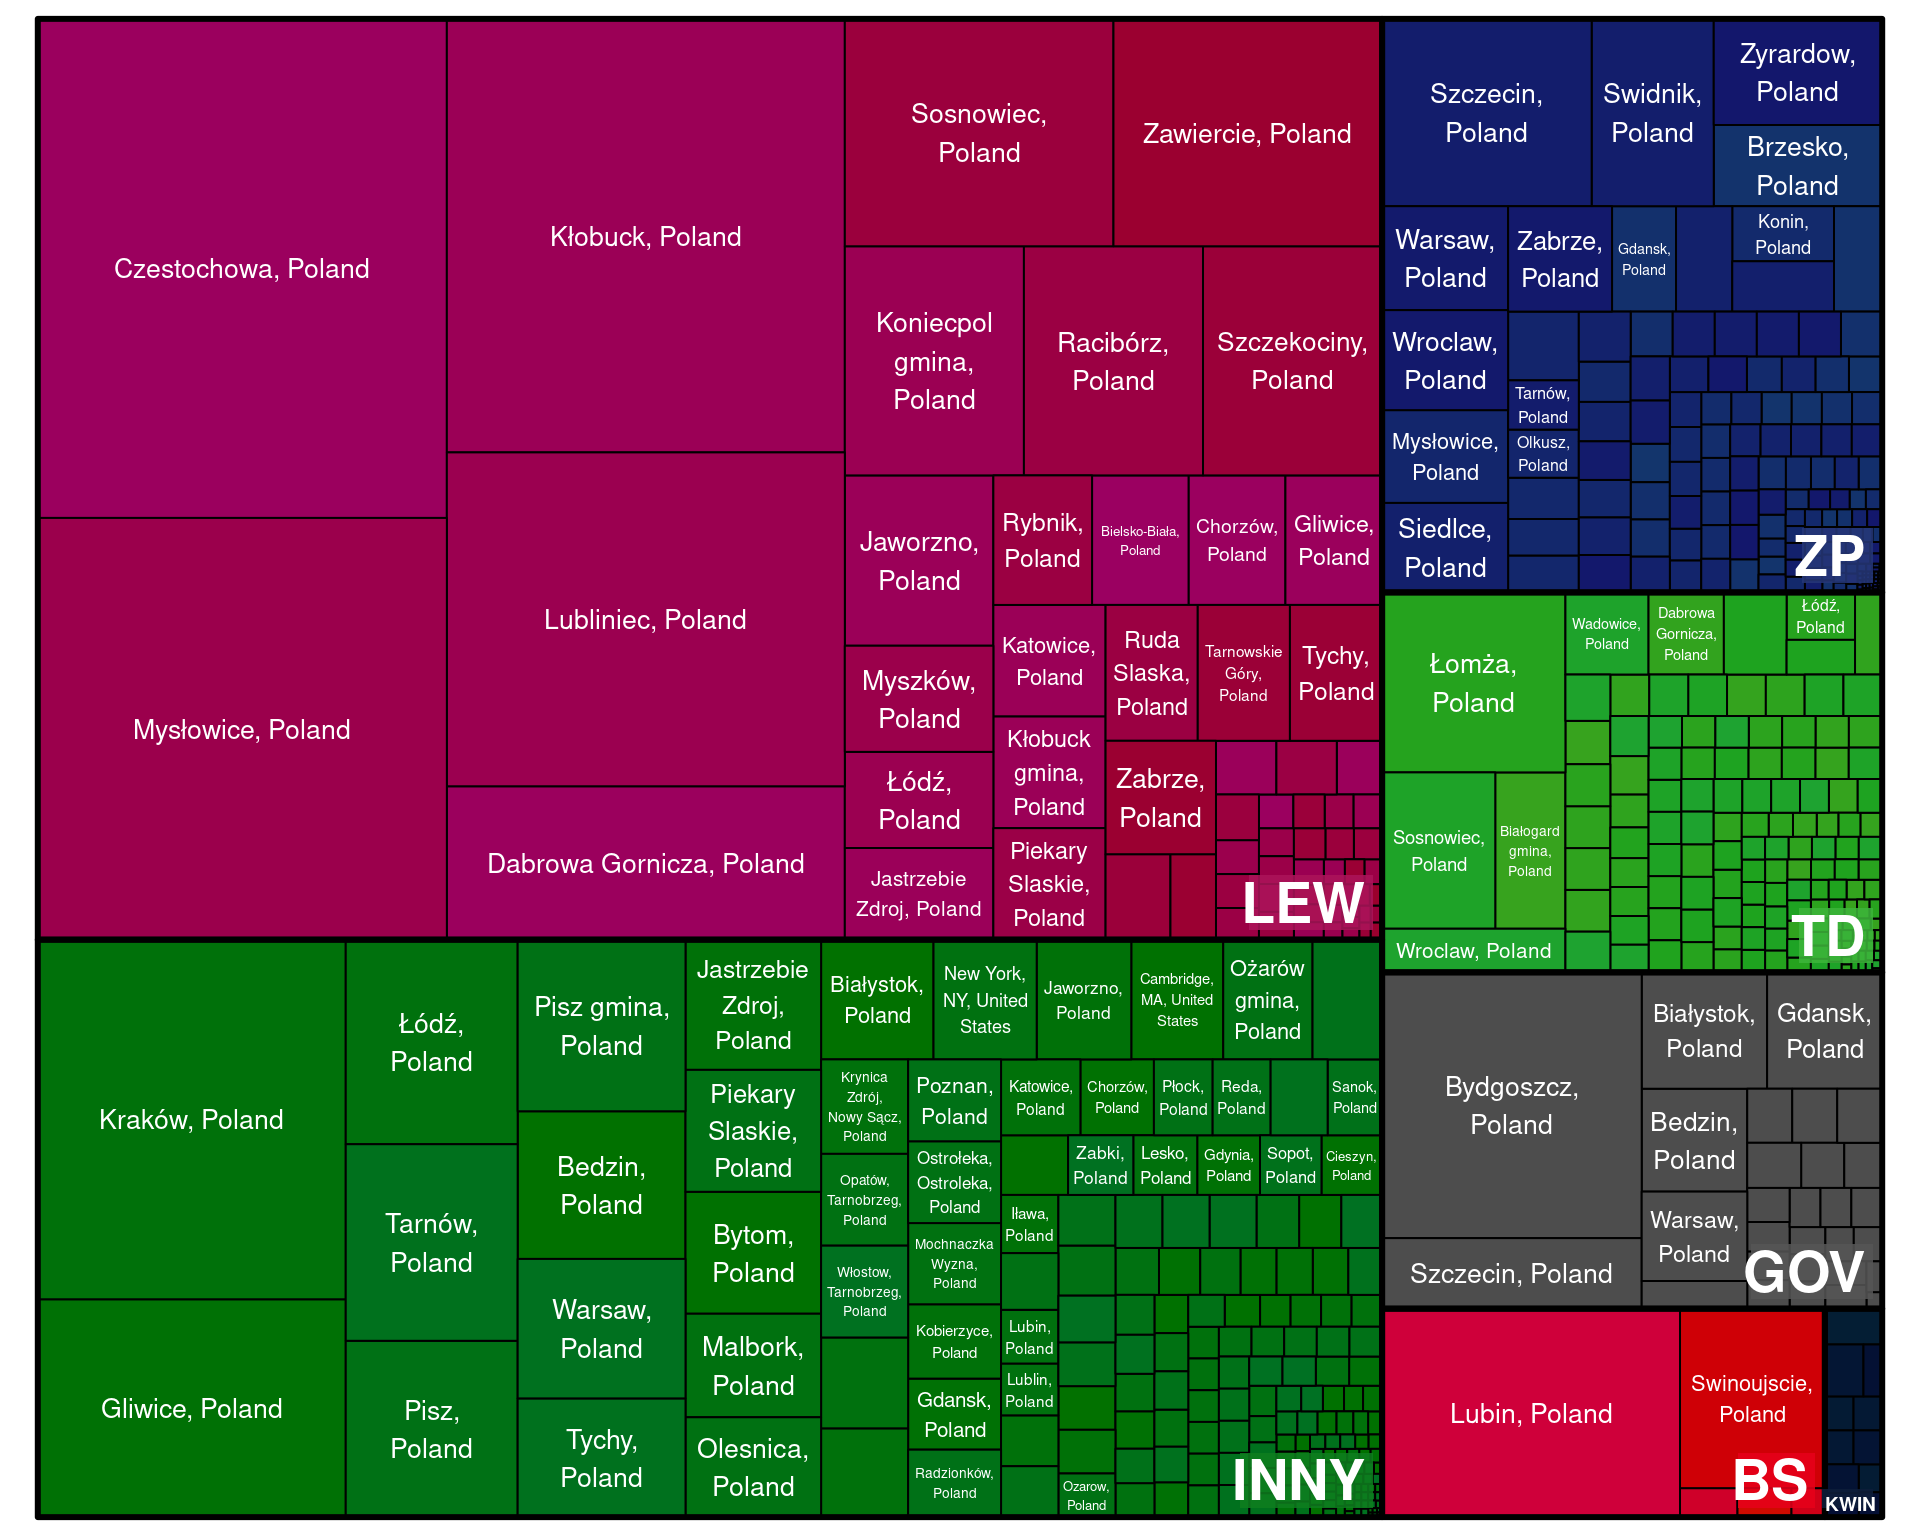 Czestochowa, Poland
Mysłowice, Poland
Kłobuck, Poland
Lubliniec, Poland
Dabrowa Gornicza, Poland
Sosnowiec,
Poland
Zawiercie, Poland
Koniecpol
gmina,
Poland
Racibórz,
Poland
Szczekociny,
Poland
Jaworzno,
Poland
Myszków,
Poland
Łódź,
Poland
Jastrzebie
Zdroj, Poland
Rybnik,
Poland
Bielsko-Biała,
Poland
Chorzów,
Poland
Gliwice,
Poland
Katowice,
Poland
Kłobuck
gmina,
Poland
Piekary
Slaskie,
Poland
Ruda
Slaska,
Poland
Tarnowskie
Góry,
Poland
Tychy,
Poland
Zabrze,
Poland
LEW
Szczecin,
Poland
Swidnik,
Poland
Zyrardow,
Poland
Brzesko,
Poland
Warsaw,
Poland
Zabrze,
Poland
Gdansk,
Poland
Konin,
Poland
Wroclaw,
Poland
Tarnów,
Poland
Mysłowice,
Poland
Olkusz,
Poland
Siedlce,
Poland
ZP
Łomża,
Poland
Wadowice,
Poland
Dabrowa
Gornicza,
Poland
Łódź,
Poland
Sosnowiec,
Poland
Białogard
gmina,
Poland
Wroclaw, Poland
TD
Kraków, Poland
Gliwice, Poland
Łódź,
Poland
Tarnów,
Poland
Pisz,
Poland
Pisz gmina,
Poland
Bedzin,
Poland
Warsaw,
Poland
Tychy,
Poland
Jastrzebie
Zdroj,
Poland
Piekary
Slaskie,
Poland
Bytom,
Poland
Malbork,
Poland
Olesnica,
Poland
Białystok,
Poland
New York,
NY, United
States
Jaworzno,
Poland
Cambridge,
MA, United
States
Ożarów
gmina,
Poland
Krynica
Zdrój,
Nowy Sącz,
Poland
Opatów,
Tarnobrzeg,
Poland
Włostow,
Tarnobrzeg,
Poland
Poznan,
Poland
Ostrołeka,
Ostroleka,
Poland
Mochnaczka
Wyzna,
Poland
Kobierzyce,
Poland
Gdansk,
Poland
Radzionków,
Poland
Katowice,
Poland
Chorzów,
Poland
Płock,
Poland
Reda,
Poland
Sanok,
Poland
Zabki,
Poland
Lesko,
Poland
Gdynia,
Poland
Sopot,
Poland
Cieszyn,
Poland
Iława,
Poland
Lubin,
Poland
Lublin,
Poland
Ozarow,
Poland
INNY
Bydgoszcz,
Poland
Szczecin, Poland
Białystok,
Poland
Gdansk,
Poland
Bedzin,
Poland
Warsaw,
Poland
GOV
Lubin, Poland
Swinoujscie,
Poland
BS
KWIN